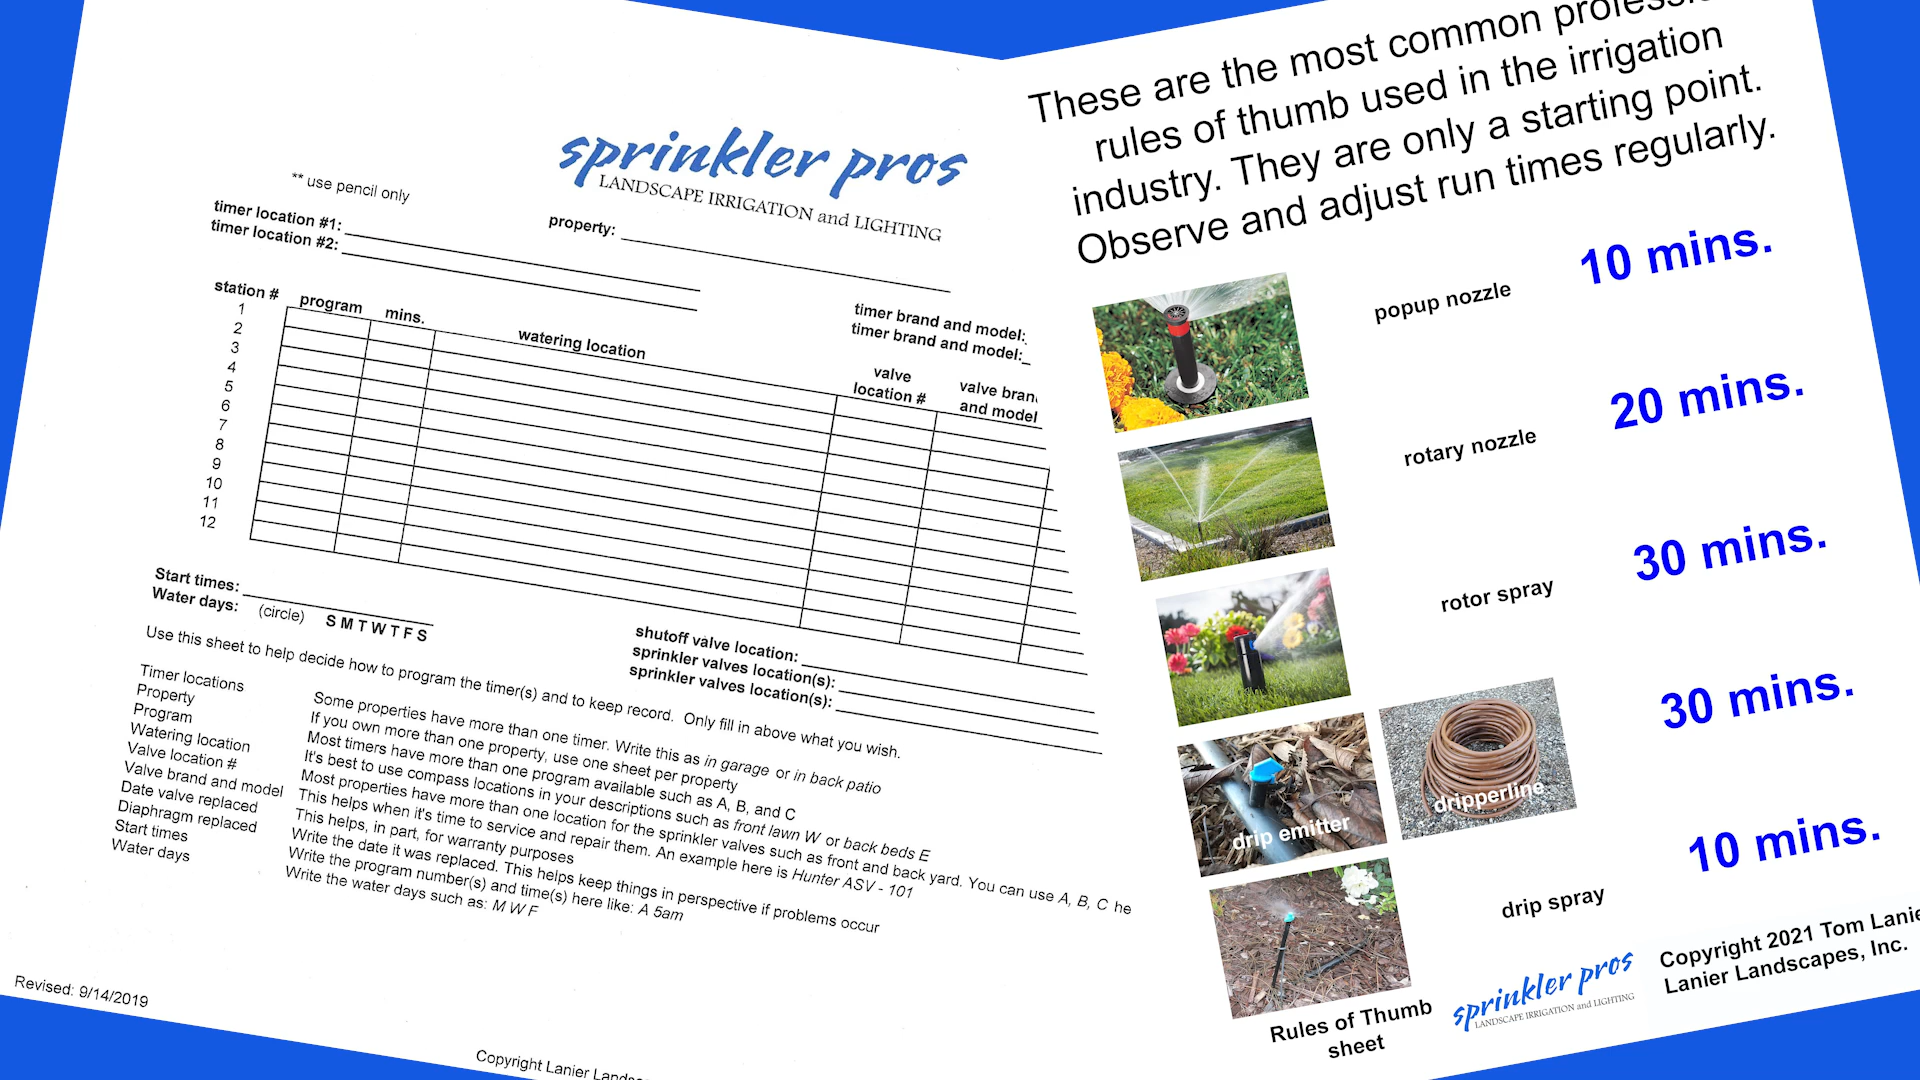 sprinkler pros
LANDSCAPE IRRIGATION and LIGHTING
** use pencil only
timer location #1:
timer location #2:
property:
timer brand and model:
timer brand and model:
station # program mins. watering location valve location # valve bran
and model
1
2
3
4
5
6
7
8
9
10
11
12
Start times:
Water days: (circle) S M T W T F S
shutoff valve location:
sprinkler valves location(s):
sprinkler valves location(s):
Use this sheet to help decide how to program the timer(s) and to keep record. Only fill in above what you wish.
Timer locations Some properties have more than one timer. Write this as in garage or in back patio
Property If you own more than one property, use one sheet per property
Program Most timers have more than one program available such as A, B, and C
Watering location It's best to use compass locations in your descriptions such as front lawn W or back beds E
Valve location # Most properties have more than one location for the sprinkler valves such as front and back yard. You can use A, B, C he
Valve brand and model This helps when it's time to service and repair them. An example here is Hunter ASV - 101
Date valve replaced This helps, in part, for warranty purposes
Diaphragm replaced Write the date it was replaced. This helps keep things in perspective if problems occur
Start times Write the program number(s) and time(s) here like: A 5am
Water days Write the water days such as: M W F
Revised: 9/14/2019
Copyright Lanier
These are the most common
rules of thumb used in the irrigation
industry. They are only a starting point.
Observe and adjust run times regularly.
popup nozzle 10 mins.
rotary nozzle 20 mins.
rotor spray 30 mins.
drip emitter dripperline 30 mins.
drip spray 10 mins.
Rules of Thumb
sheet
sprinkler pros
LANDSCAPE IRRIGATION and LIGHTING
Copyright 2021 Tom Lanie
Lanier Landscapes, Inc.